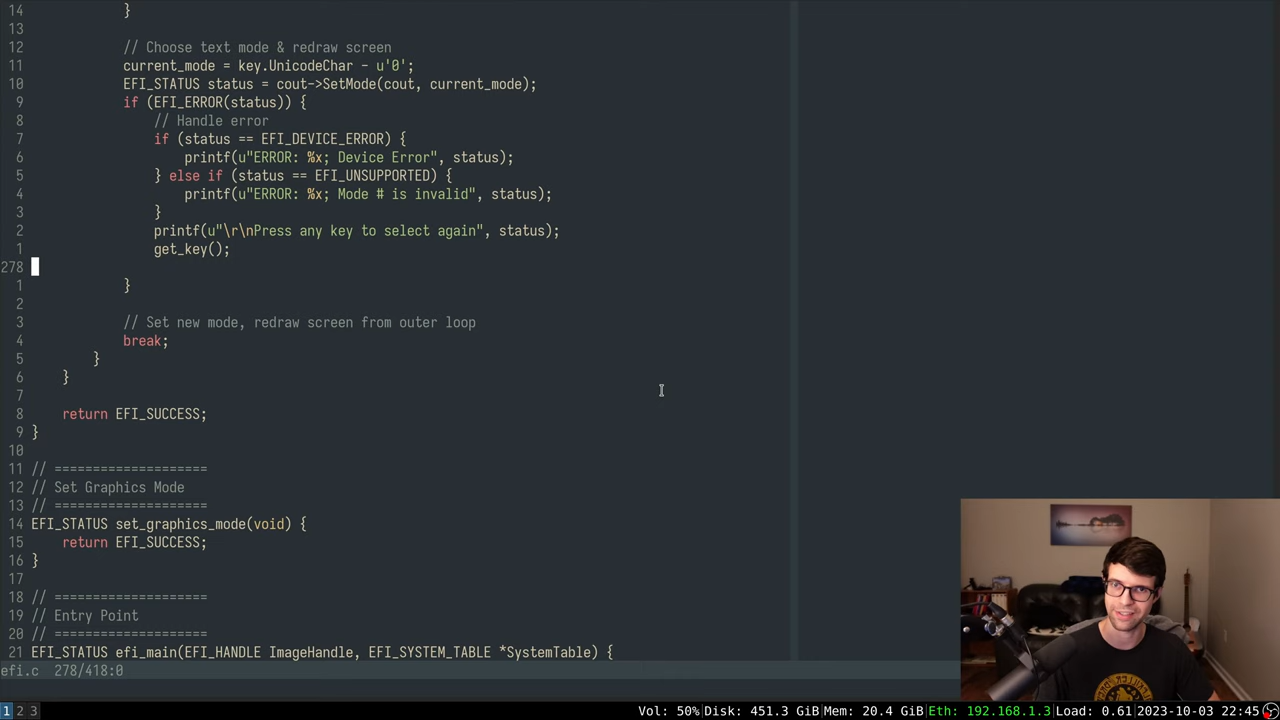 14 }
13
12 // Choose text mode & redraw screen
11 current_mode = key.UnicodeChar - u'0';
10 EFI_STATUS status = cout->SetMode(cout, current_mode);
9 if (EFI_ERROR(status)) {
8 // Handle error
7 if (status == EFI_DEVICE_ERROR) {
6 printf(u"ERROR: %x; Device Error", status);
5 } else if (status == EFI_UNSUPPORTED) {
4 printf(u"ERROR: %x; Mode # is invalid", status);
3 }
2 printf(u"\r\nPress any key to select again", status);
1 get_key();
278
1 }
2
3 // Set new mode, redraw screen from outer loop
4 break;
5 }
6 }
7
8 return EFI_SUCCESS;
9 }
10
11 // ====================
12 // Set Graphics Mode
13 // ====================
14 EFI_STATUS set_graphics_mode(void) {
15 return EFI_SUCCESS;
16 }
17
18 // ====================
19 // Entry Point
20 // ====================
21 EFI_STATUS efi_main(EFI_HANDLE ImageHandle, EFI_SYSTEM_TABLE *SystemTable) {
efi.c 278/418:0
1 2 3 Vol: 50%|Disk: 451.3 GiB|Mem: 20.4 GiB|Eth: 192.168.1.3|Load: 0.61|2023-10-03 22:45